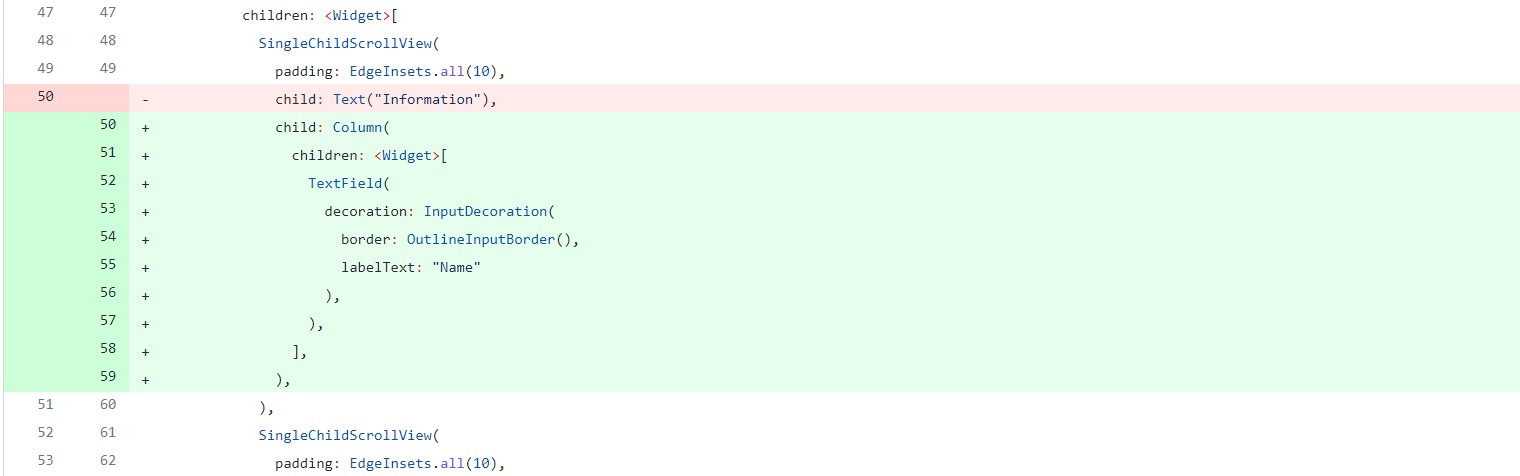 47 47 children: <Widget>[
48 48 SingleChildScrollView(
49 49 padding: EdgeInsets.all(10),
50 - child: Text("Information"),
50 + child: Column(
51 + children: <Widget>[
52 + TextField(
53 + decoration: InputDecoration(
54 + border: OutlineInputBorder(),
55 + labelText: "Name"
56 + ),
57 + ),
58 + ],
59 + ),
51 60 ),
52 61 SingleChildScrollView(
53 62 padding: EdgeInsets.all(10),